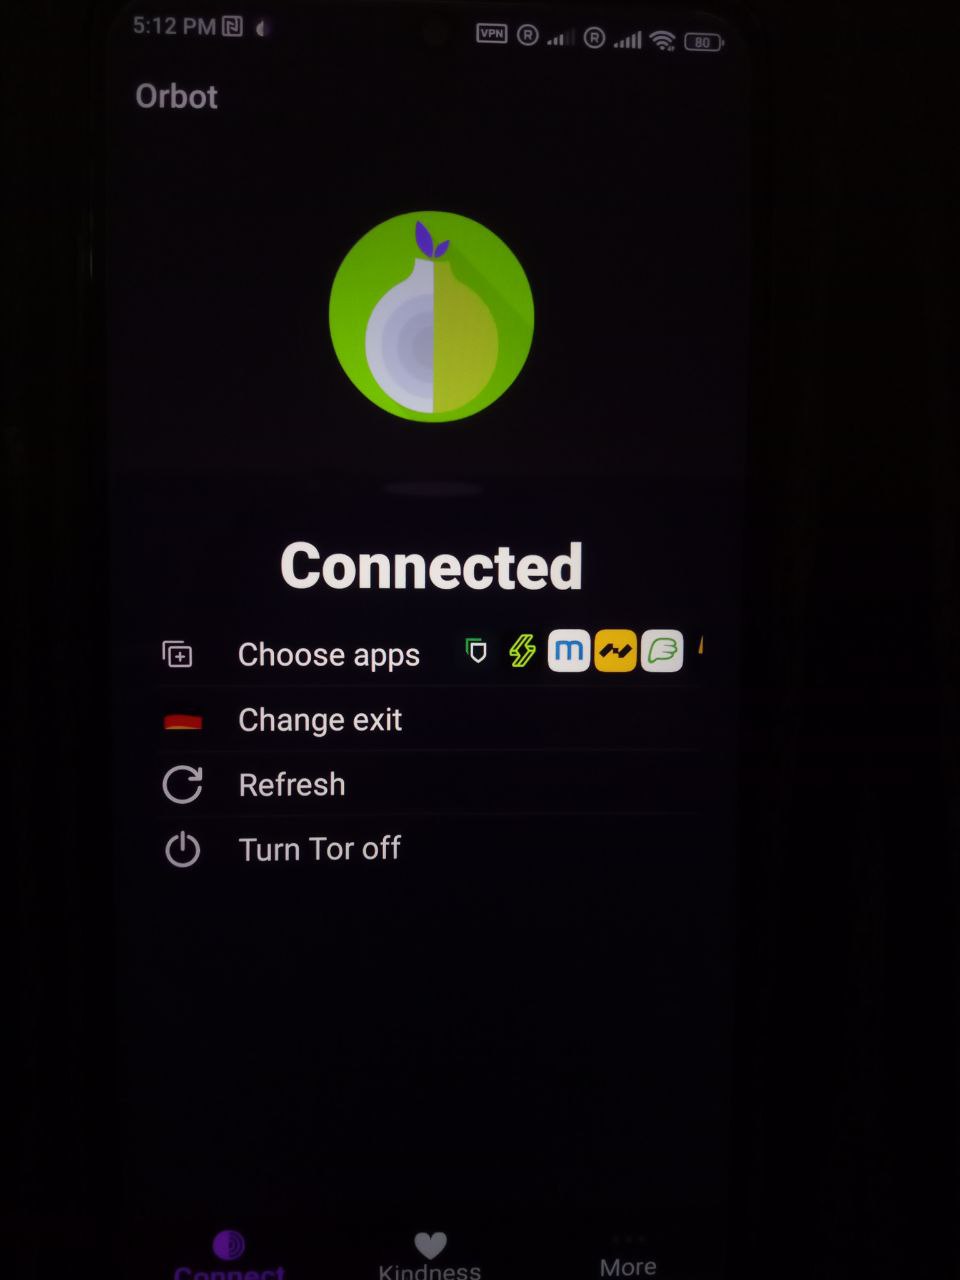 5:12 PM
VPN R R 80
Orbot
Connected
Choose apps
m
Change exit
Refresh
Turn Tor off
Connect
Kindness
More